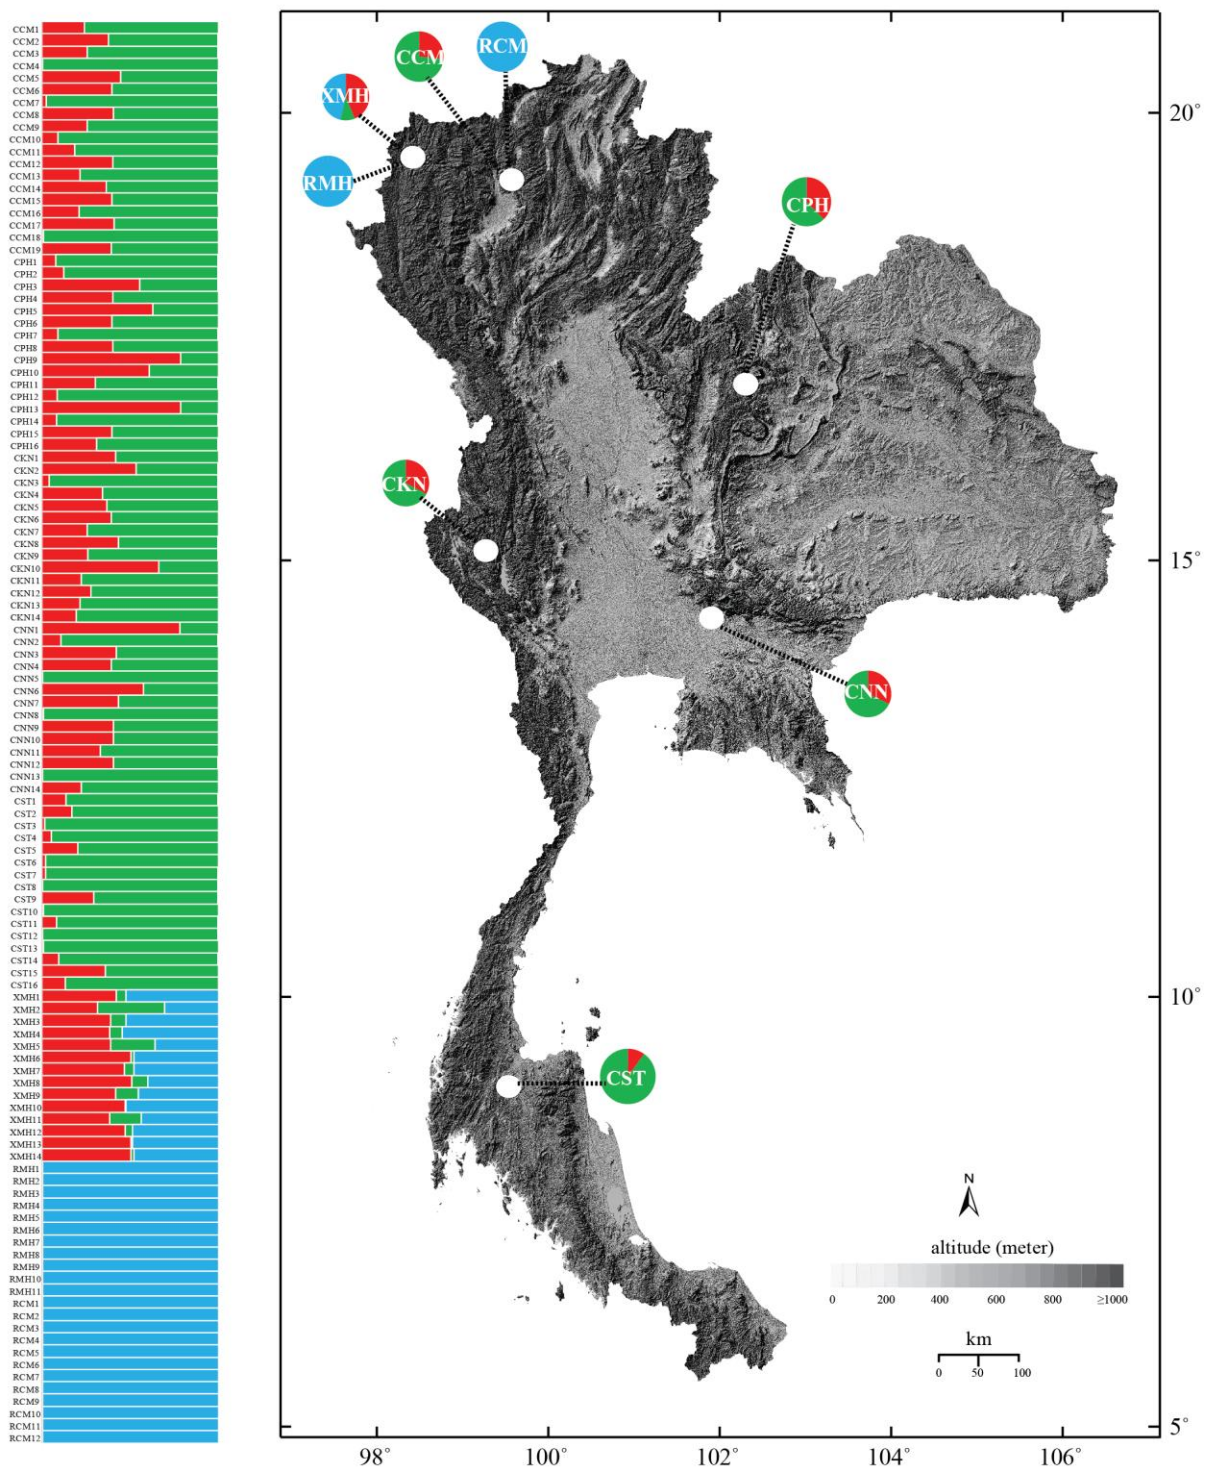 CCM1
CCM2
CCM3
CCM4
CCM5
CCM6
CCM7
CCM8
CCM9
CCM10
CCM11
CCM12
CCM13
CCM14
CCM15
CCM16
CCM17
CCM18
CCM19
CPH1
CPH2
CPH3
CPH4
CPH5
CPH6
CPH7
CPH8
CPH9
CPH10
CPH11
CPH12
CPH13
CPH14
CPH15
CPH16
CKN1
CKN2
CKN3
CKN4
CKN5
CKN6
CKN7
CKN8
CKN9
CKN10
CKN11
CKN12
CKN13
CKN14
CNN1
CNN2
CNN3
CNN4
CNN5
CNN6
CNN7
CNN8
CNN9
CNN10
CNN11
CNN12
CNN13
CNN14
CST1
CST2
CST3
CST4
CST5
CST6
CST7
CST8
CST9
CST10
CST11
CST12
CST13
CST14
CST15
CST16
XMH1
XMH2
XMH3
XMH4
XMH5
XMH6
XMH7
XMH8
XMH9
XMH10
XMH11
XMH12
XMH13
XMH14
RMH1
RMH2
RMH3
RMH4
RMH5
RMH6
RMH7
RMH8
RMH9
RMH10
RMH11
RCM1
RCM2
RCM3
RCM4
RCM5
RCM6
RCM7
RCM8
RCM9
RCM10
RCM11
RCM12
RCM
CCM
XMH
RMH
CPH
CKN
CNN
CST
20°
15°
10°
5°
N
altitude (meter)
0 200 400 600 800 ≥1000
km
0 50 100
98° 100° 102° 104° 106°